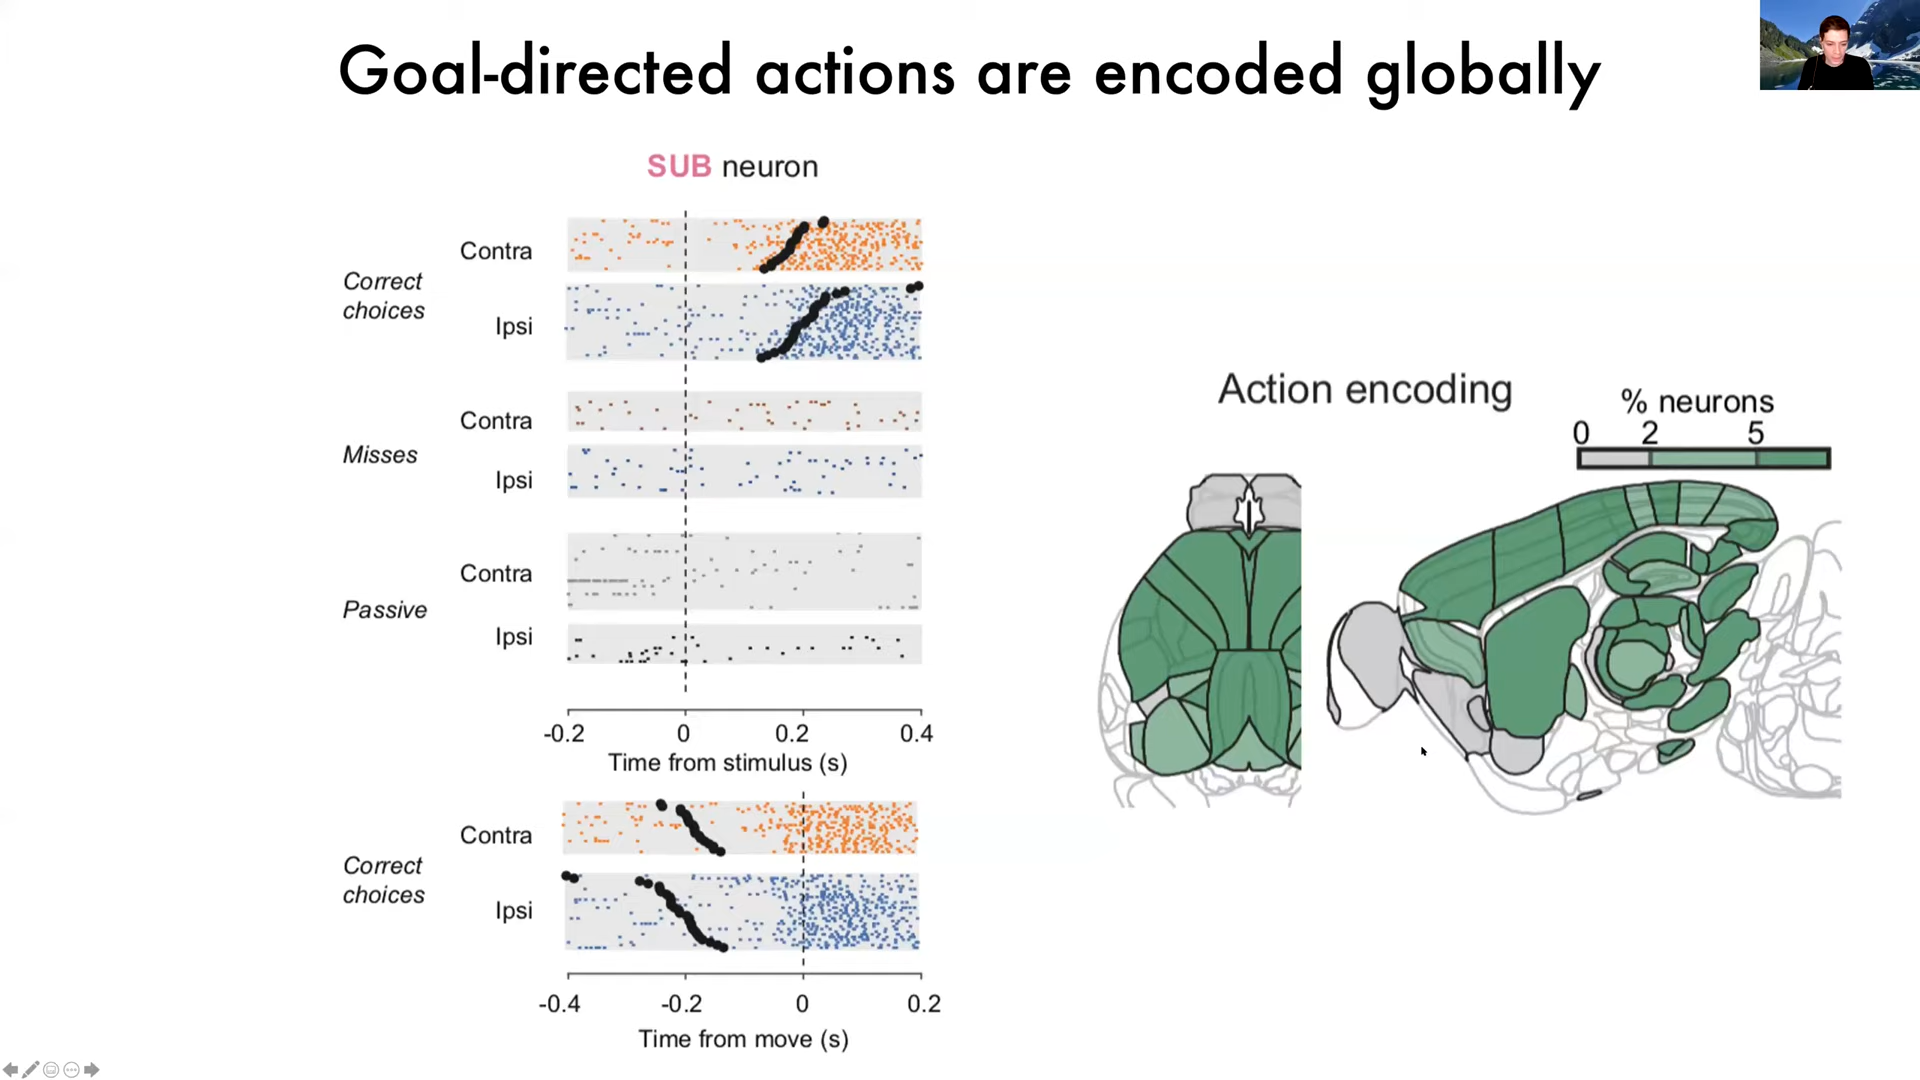 Goal-directed actions are encoded globally
SUB neuron
Correct
choices
Contra
Ipsi
Misses
Contra
Ipsi
Passive
Contra
Ipsi
-0.2 0 0.2 0.4
Time from stimulus (s)
Correct
choices
Contra
Ipsi
-0.4 -0.2 0 0.2
Time from move (s)
Action encoding
% neurons
0 2 5